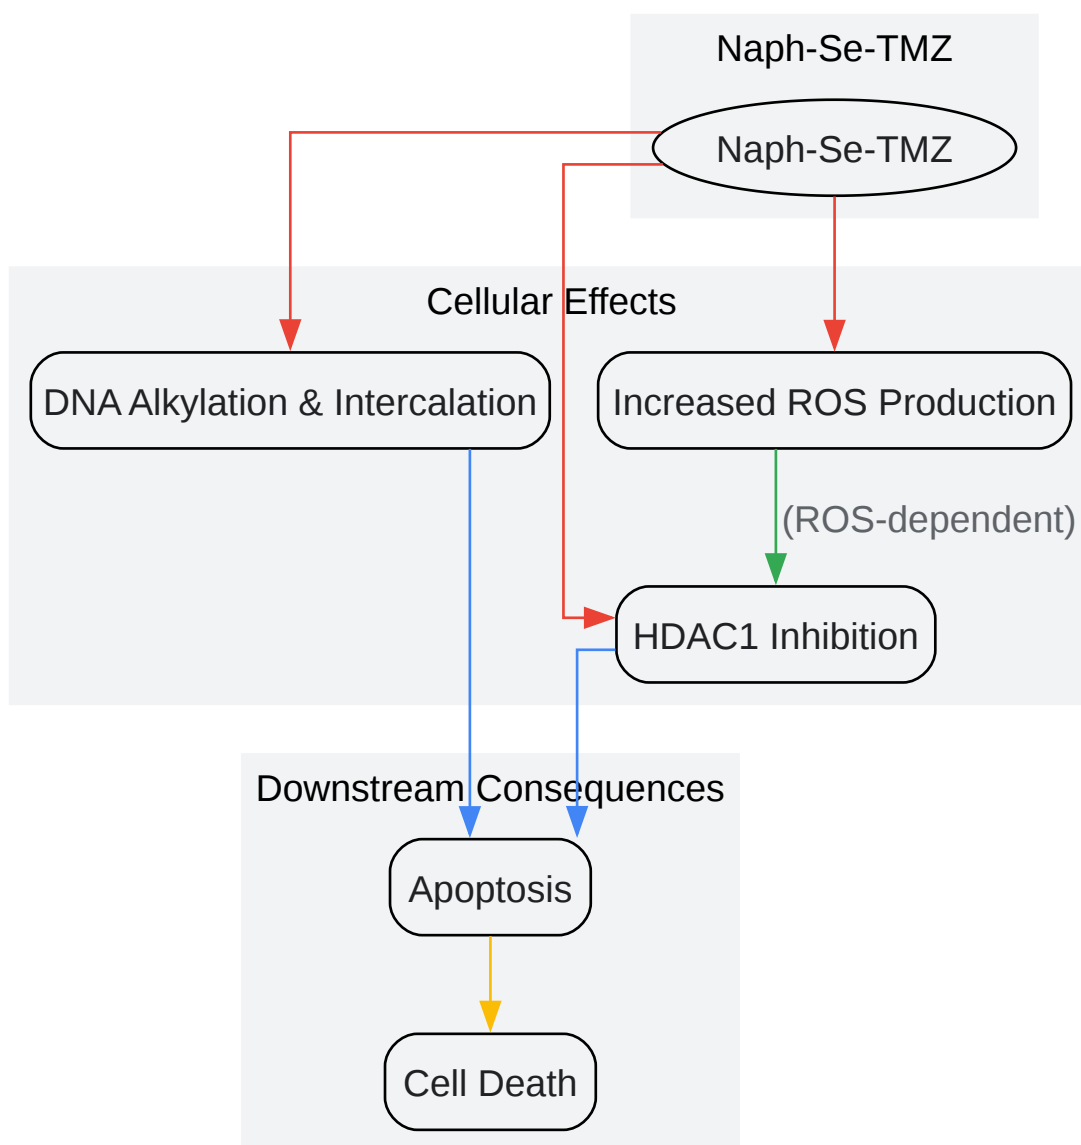 Naph-Se-TMZ
Naph-Se-TMZ
Cellular Effects
DNA Alkylation & Intercalation
Increased ROS Production
(ROS-dependent)
HDAC1 Inhibition
Downstream Consequences
Apoptosis
Cell Death